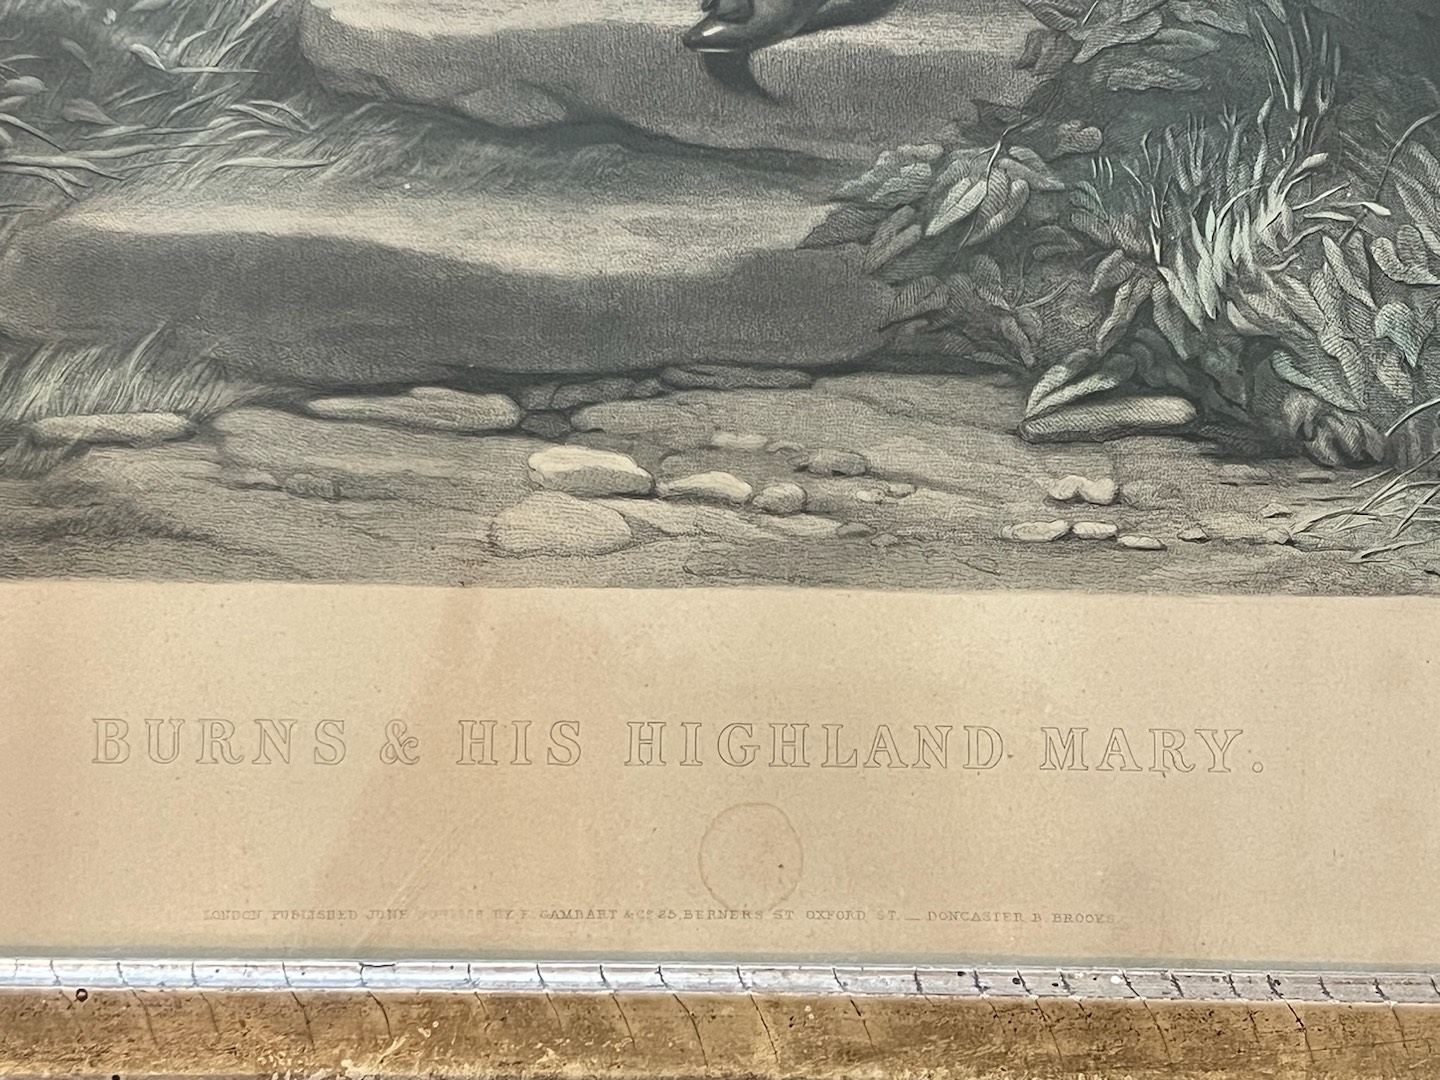 BURNS & HIS HIGHLAND MARY.
LONDON, PUBLISHED JUNE BY E. GAMBART & Cº 25, BERNERS ST OXFORD ST. _ DONCASTER B. BROOKS